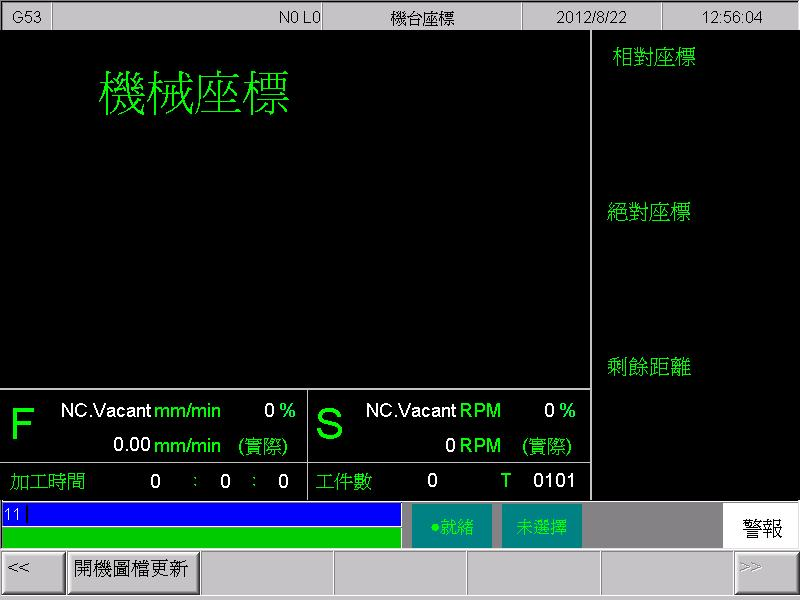 G53 N0 L0 機台座標 2012/8/22 12:56:04
機械座標
相對座標
絕對座標
剩餘距離
F NC.Vacant mm/min 0 %
0.00 mm/min (實際)
S NC.Vacant RPM 0 %
0 RPM (實際)
加工時間 0 : 0 : 0
工件數 0 T 0101
11
●就緒 未選擇 警報
<< 開機圖檔更新 >>